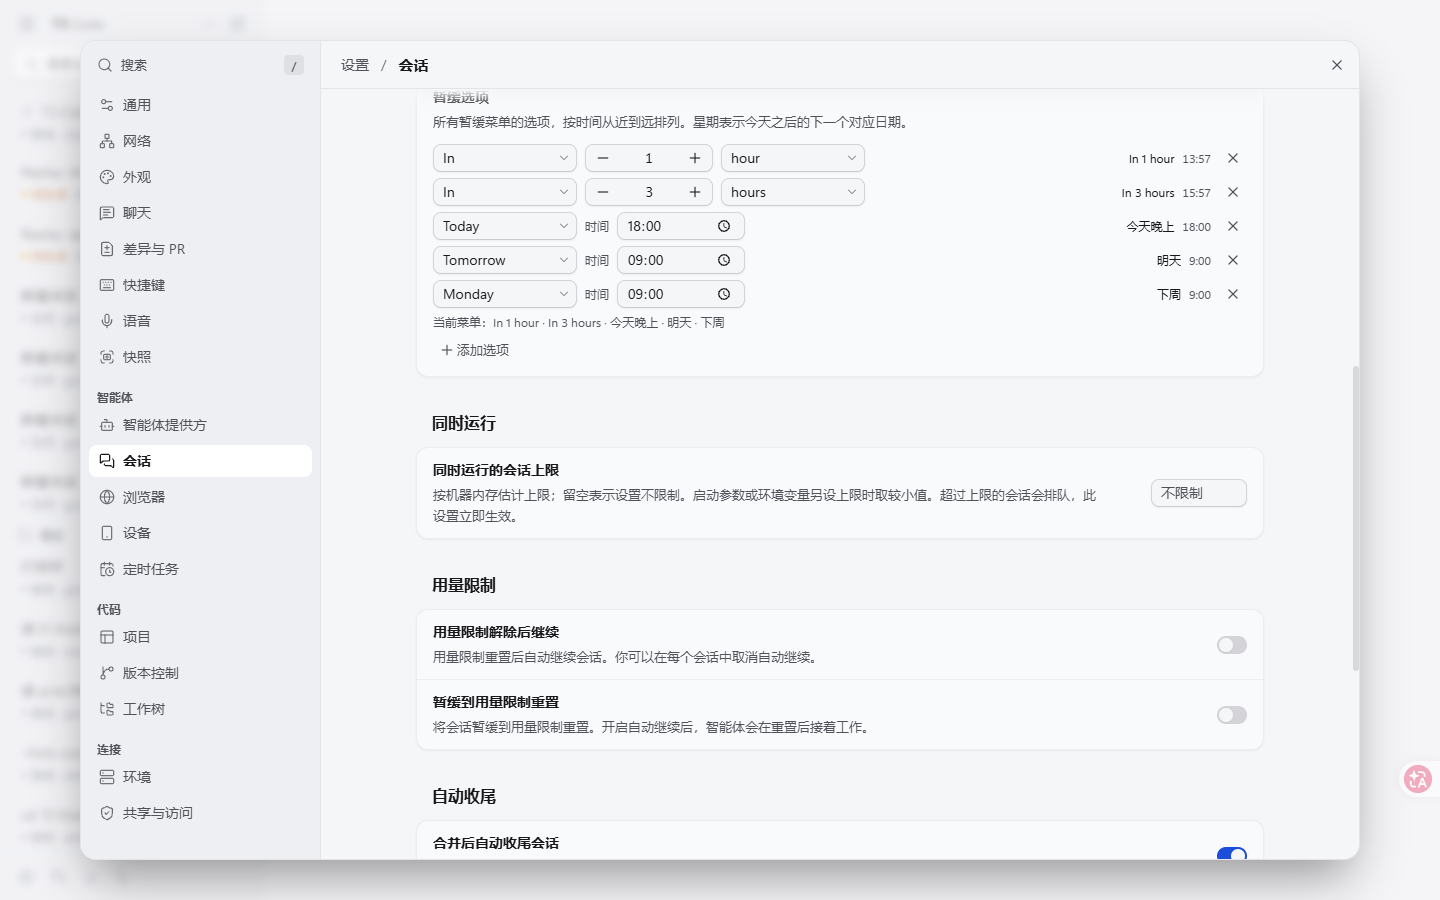 搜索
/
通用
网络
外观
聊天
差异与 PR
快捷键
语音
快照
智能体
智能体提供方
会话
浏览器
设备
定时任务
代码
项目
版本控制
工作树
连接
环境
共享与访问
设置 / 会话
暂缓选项
所有暂缓菜单的选项，按时间从近到远排列。星期表示今天之后的下一个对应日期。
In 1 hour In 1 hour 13:57
In 3 hours In 3 hours 15:57
Today 时间 18:00 今天晚上 18:00
Tomorrow 时间 09:00 明天 9:00
Monday 时间 09:00 下周 9:00
当前菜单：In 1 hour · In 3 hours · 今天晚上 · 明天 · 下周
添加选项
同时运行
同时运行的会话上限
按机器内存估计上限；留空表示设置不限制。启动参数或环境变量另设上限时取较小值。超过上限的会话会排队，此
设置立即生效。
不限制
用量限制
用量限制解除后继续
用量限制重置后自动继续会话。你可以在每个会话中取消自动继续。
暂缓到用量限制重置
将会话暂缓到用量限制重置。开启自动继续后，智能体会在重置后接着工作。
自动收尾
合并后自动收尾会话